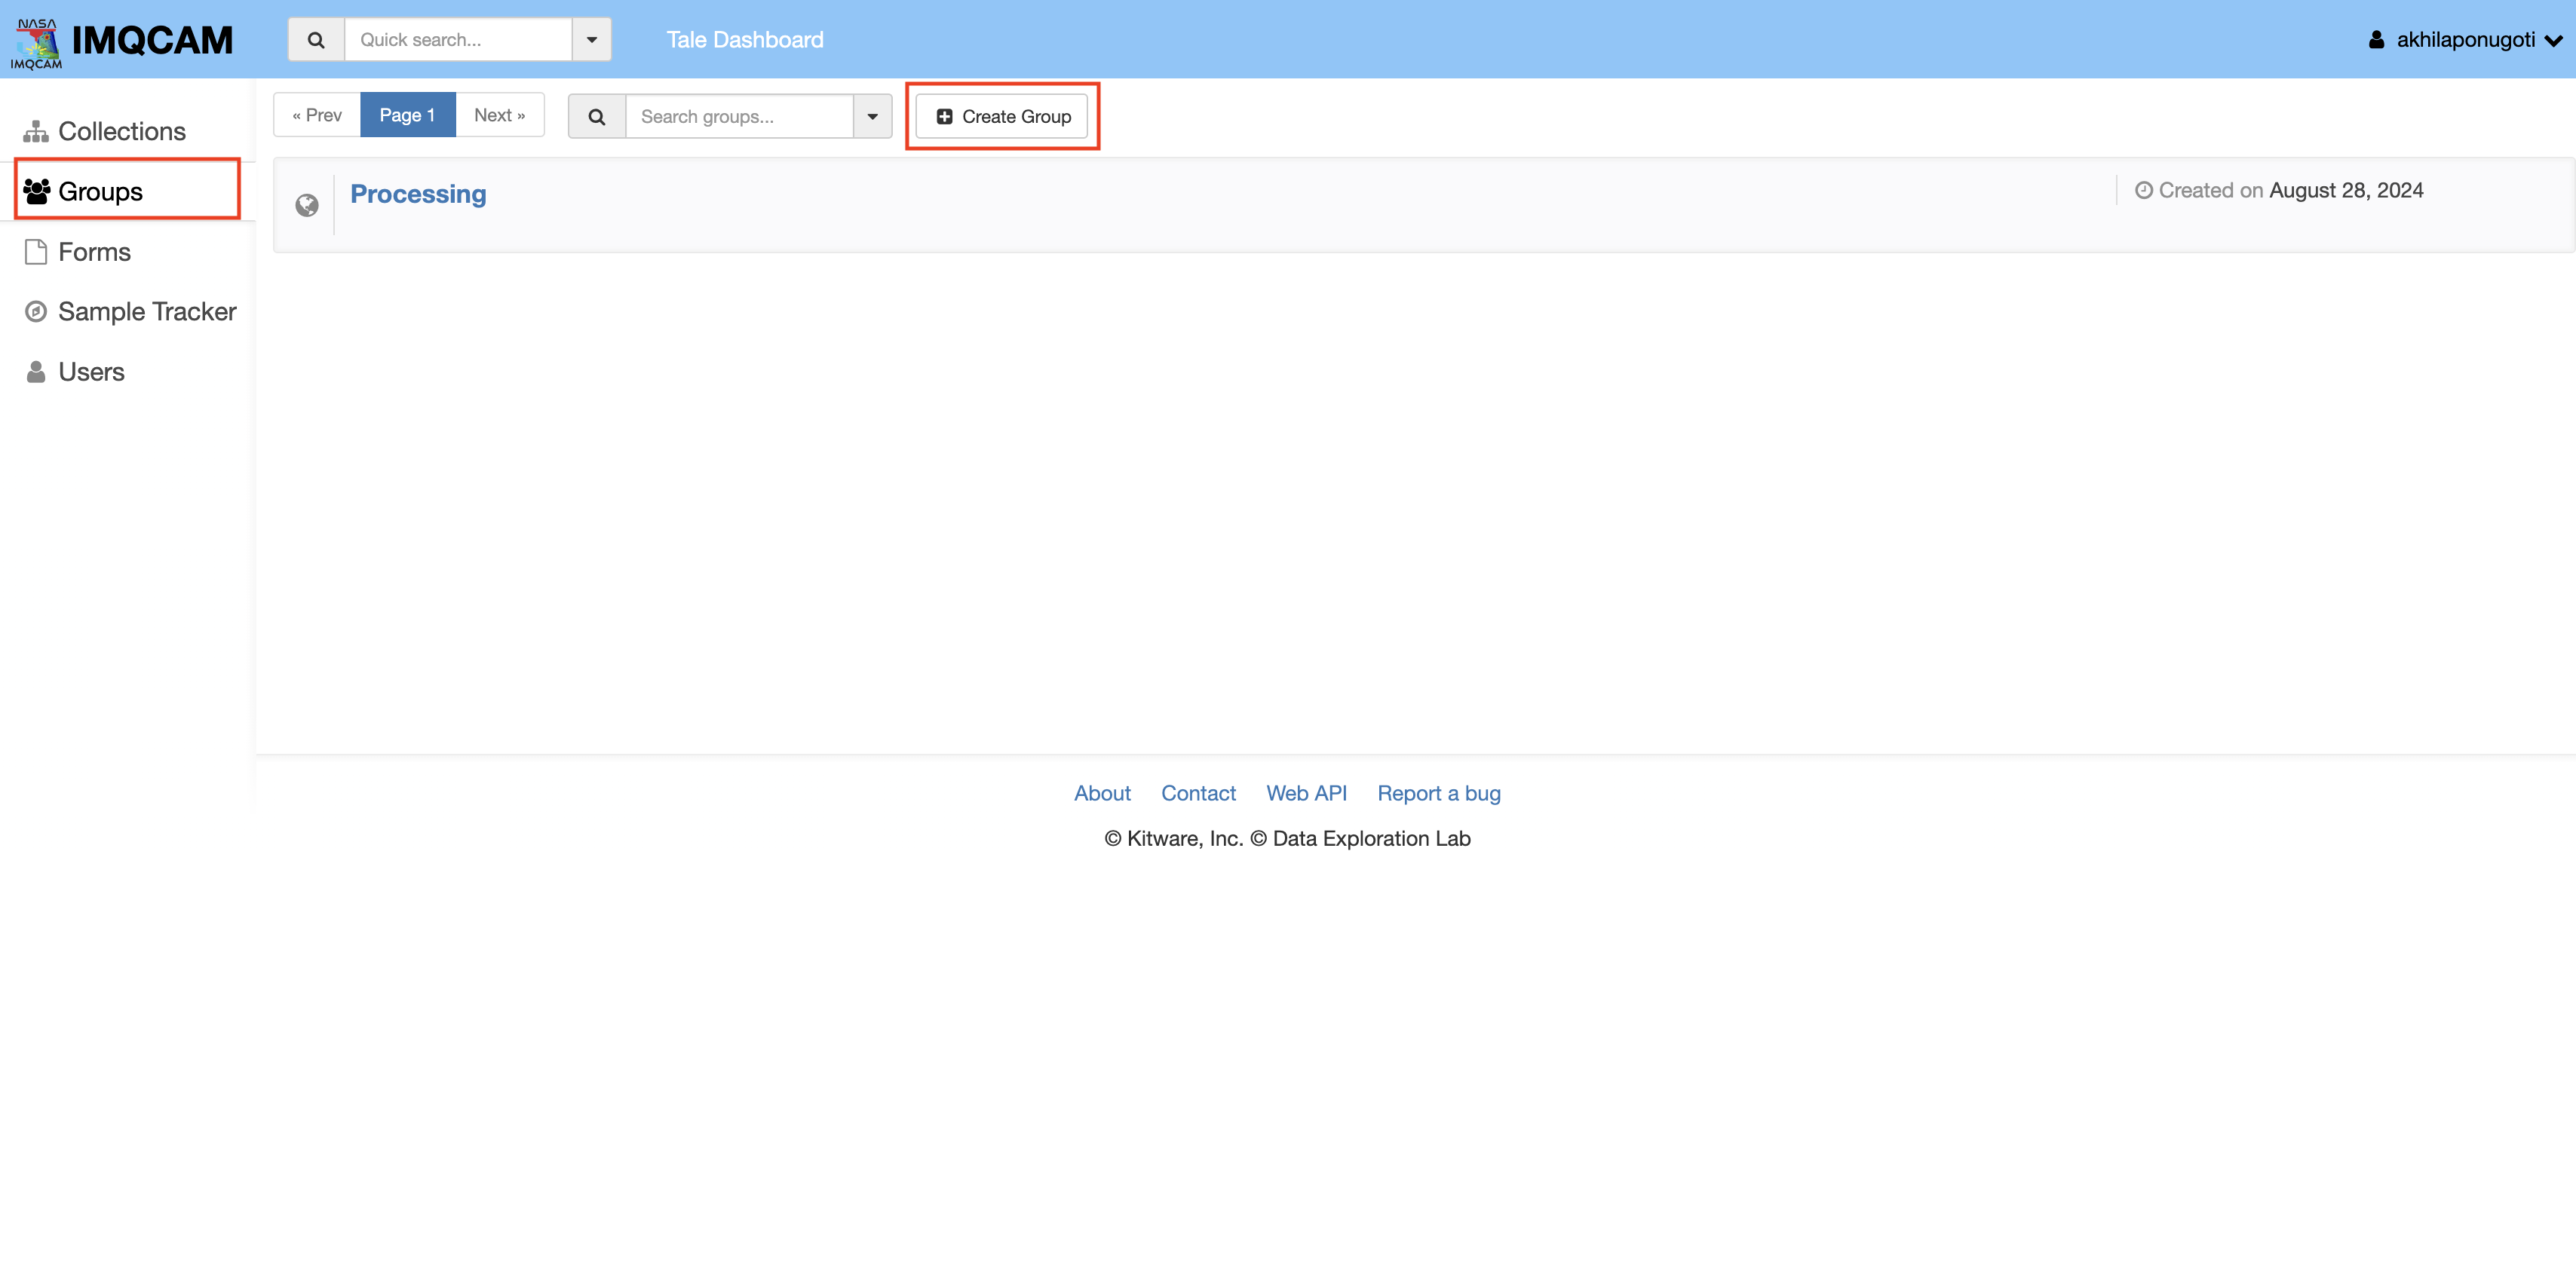 NASA
IMQCAM
IMQCAM
Quick search...
Tale Dashboard
akhilaponugoti
Collections
Groups
Forms
Sample Tracker
Users
« Prev
Page 1
Next »
Search groups...
Create Group
Processing
Created on August 28, 2024
About
Contact
Web API
Report a bug
© Kitware, Inc. © Data Exploration Lab